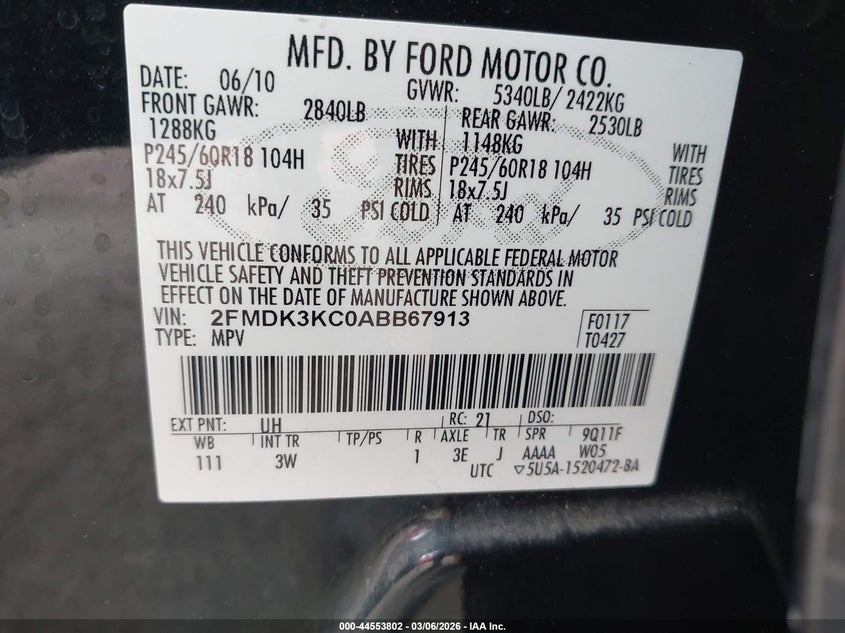 MFD. BY FORD MOTOR CO.
DATE: 06/10 GVWR: 5340LB/ 2422KG
FRONT GAWR: 2840LB REAR GAWR: 2530LB
1288KG WITH 1148KG WITH
P245/60R18 104H TIRES P245/60R18 104H TIRES
18x7.5J RIMS 18x7.5J RIMS
AT 240 kPa/ 35 PSI COLD AT 240 kPa/ 35 PSI COLD
THIS VEHICLE CONFORMS TO ALL APPLICABLE FEDERAL MOTOR
VEHICLE SAFETY AND THEFT PREVENTION STANDARDS IN
EFFECT ON THE DATE OF MANUFACTURE SHOWN ABOVE.
VIN: 2FMDK3KC0ABB67913 F0117
TYPE: MPV T0427
EXT PNT: UH RC: 21 DSO:
WB INT TR TP/PS R AXLE TR SPR 9Q11F
111 3W 1 3E J AAAA W05
UTC ▽5U5A-1520472-BA
000-44553802 - 03/06/2026 - IAA Inc.